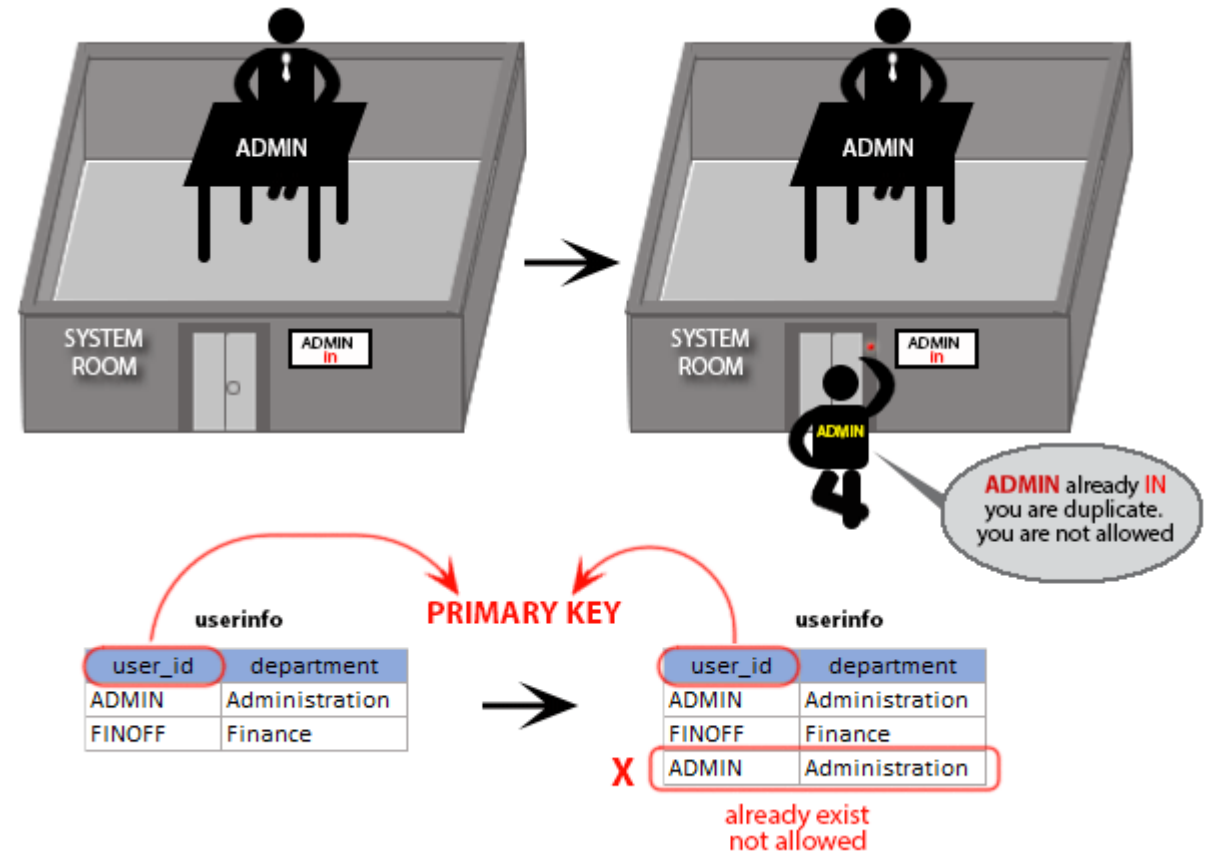 ADMIN
SYSTEM
ROOM
ADMIN
in
ADMIN
SYSTEM
ROOM
ADMIN
in
ADMIN
ADMIN already IN
you are duplicate.
you are not allowed
PRIMARY KEY
userinfo
user_id department
ADMIN Administration
FINOFF Finance
userinfo
user_id department
ADMIN Administration
FINOFF Finance
X ADMIN Administration
already exist
not allowed